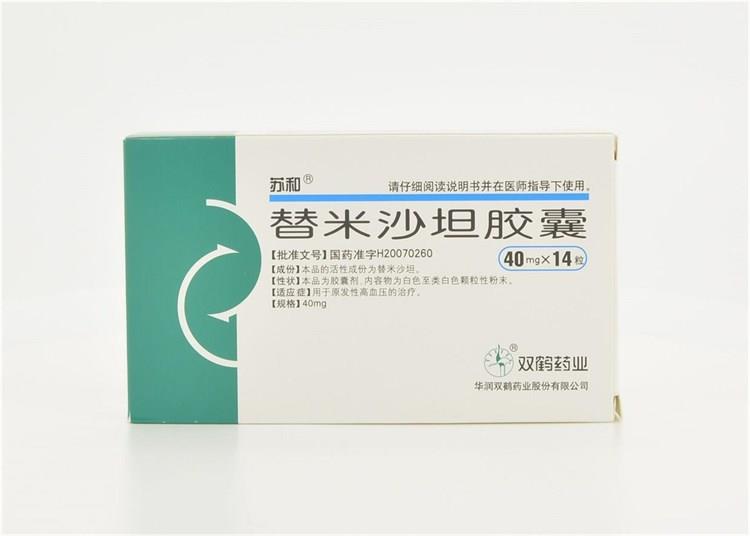 苏和®
请仔细阅读说明书并在医师指导下使用。
替米沙坦胶囊
【批准文号】国药准字H20070260
40mg×14粒
【成份】本品的活性成份为替米沙坦。
【性状】本品为胶囊剂,内容物为白色至类白色颗粒性粉末。
【适应症】用于原发性高血压的治疗。
【规格】40mg
® 双鹤药业
华润双鹤药业股份有限公司